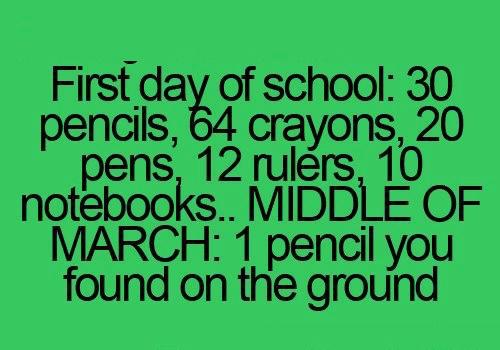 First day of school: 30
pencils, 64 crayons, 20
pens, 12 rulers, 10
notebooks.. MIDDLE OF
MARCH: 1 pencil you
found on the ground